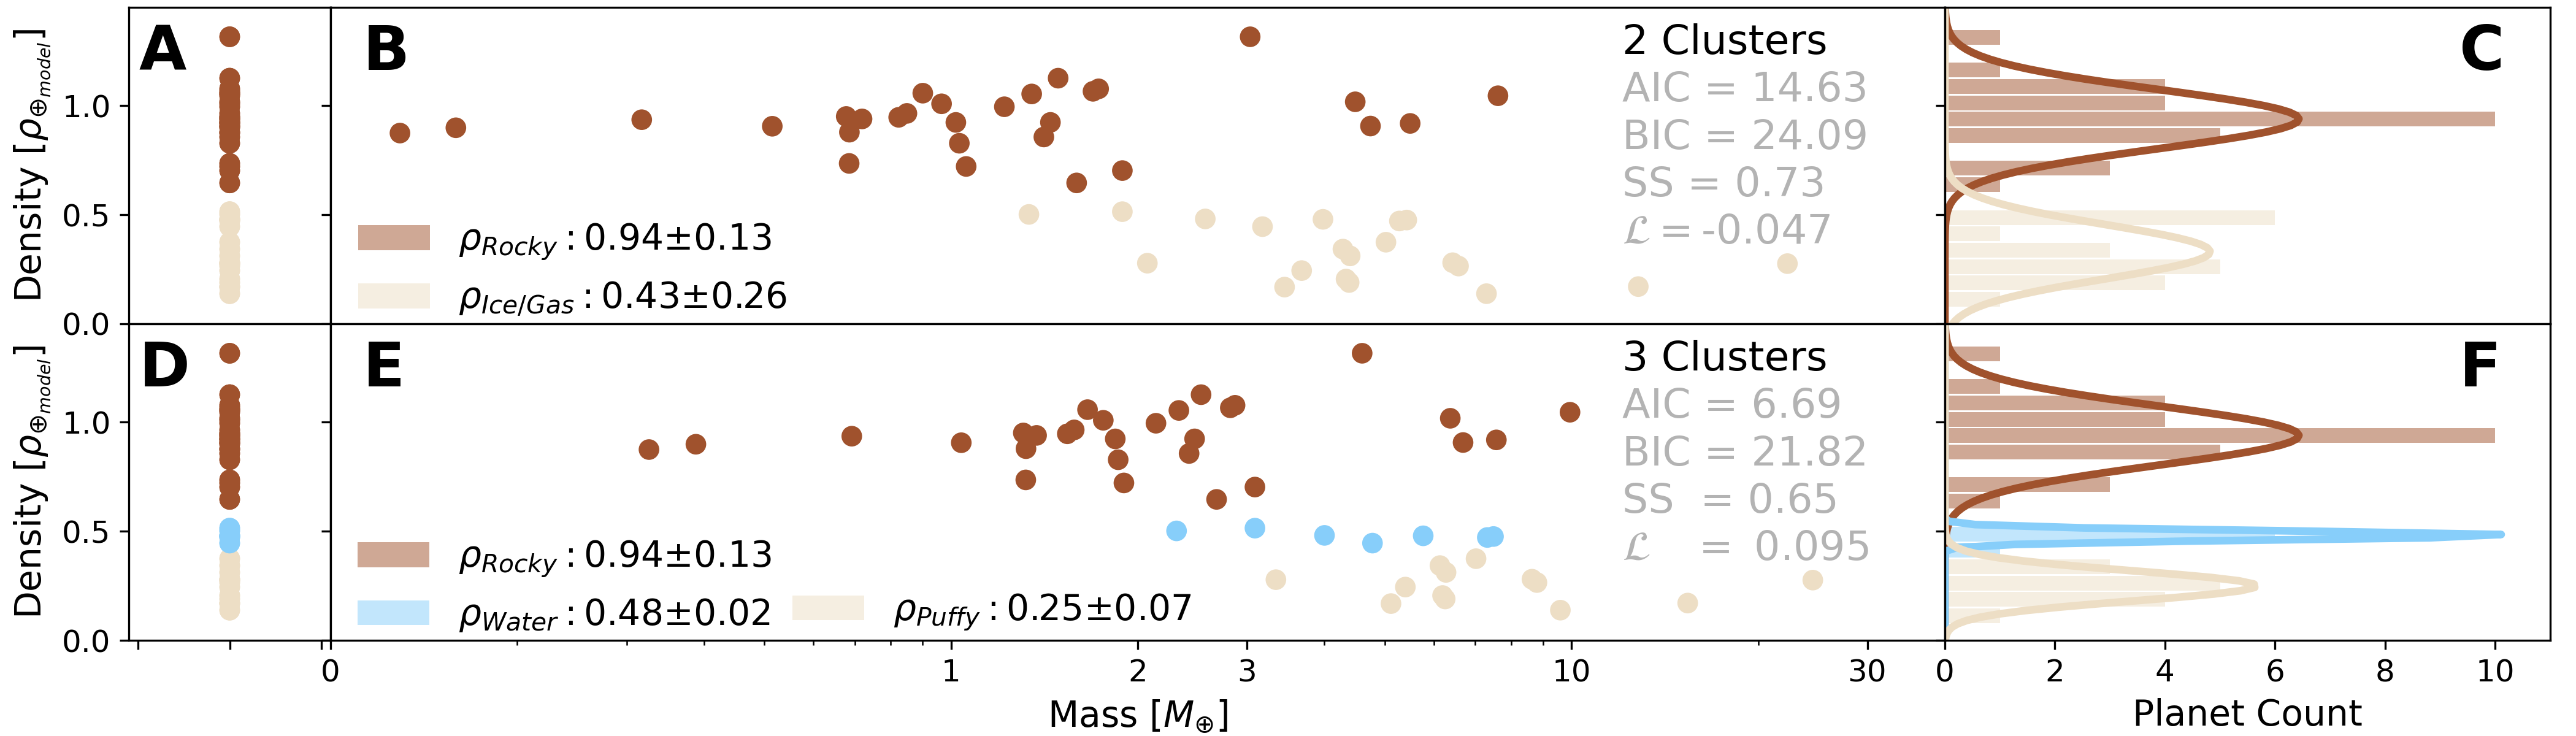 A
B
C
Density [ρ⊕model]
1.0
0.5
0.0
2 Clusters
AIC = 14.63
BIC = 24.09
SS = 0.73
ℒ = -0.047
ρRocky : 0.94±0.13
ρIce/Gas : 0.43±0.26
D
E
F
Density [ρ⊕model]
1.0
0.5
0.0
3 Clusters
AIC = 6.69
BIC = 21.82
SS = 0.65
ℒ = 0.095
ρRocky : 0.94±0.13
ρWater : 0.48±0.02
ρPuffy : 0.25±0.07
0 1 2 3 10 30
Mass [M⊕]
0 2 4 6 8 10
Planet Count